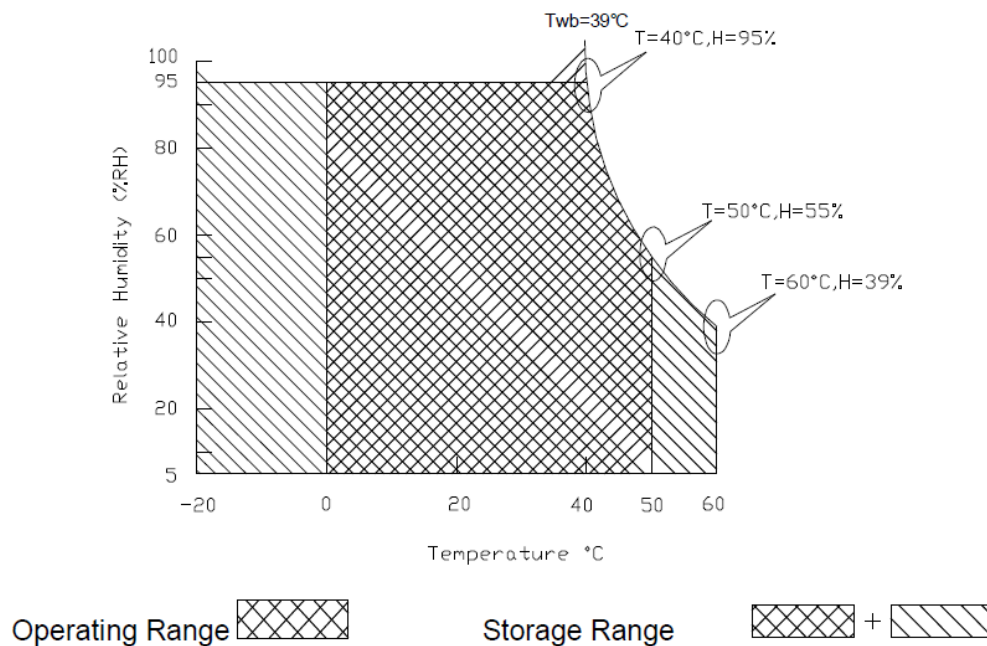 Twb=39℃
T=40°C,H=95%
100
95
80
60
40
20
5
Relative Humidity (%RH)
T=50°C,H=55%
T=60°C,H=39%
-20 0 20 40 50 60
Temperature °C
Operating Range Storage Range +